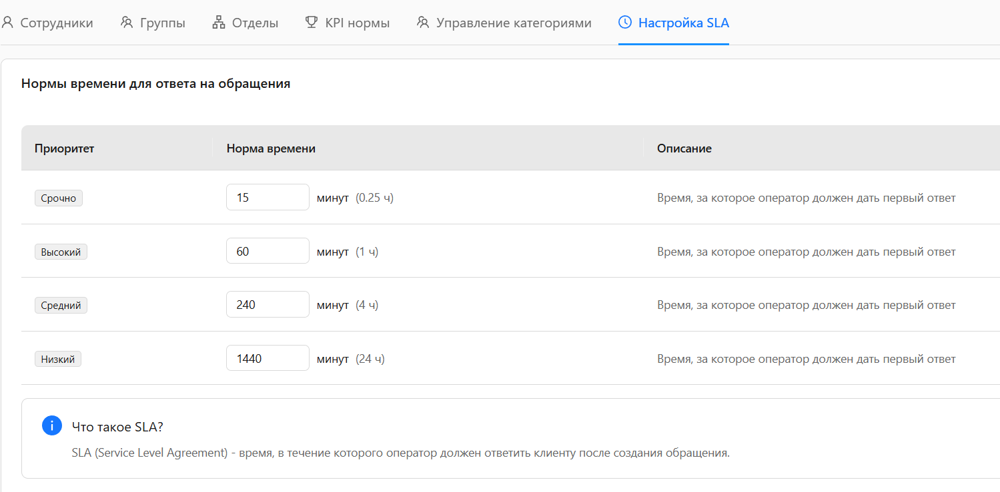 Сотрудники Группы Отделы KPI нормы Управление категориями Настройка SLA
Нормы времени для ответа на обращения
Приоритет Норма времени Описание
Срочно 15 минут (0.25 ч) Время, за которое оператор должен дать первый ответ
Высокий 60 минут (1 ч) Время, за которое оператор должен дать первый ответ
Средний 240 минут (4 ч) Время, за которое оператор должен дать первый ответ
Низкий 1440 минут (24 ч) Время, за которое оператор должен дать первый ответ
Что такое SLA?
SLA (Service Level Agreement) - время, в течение которого оператор должен ответить клиенту после создания обращения.